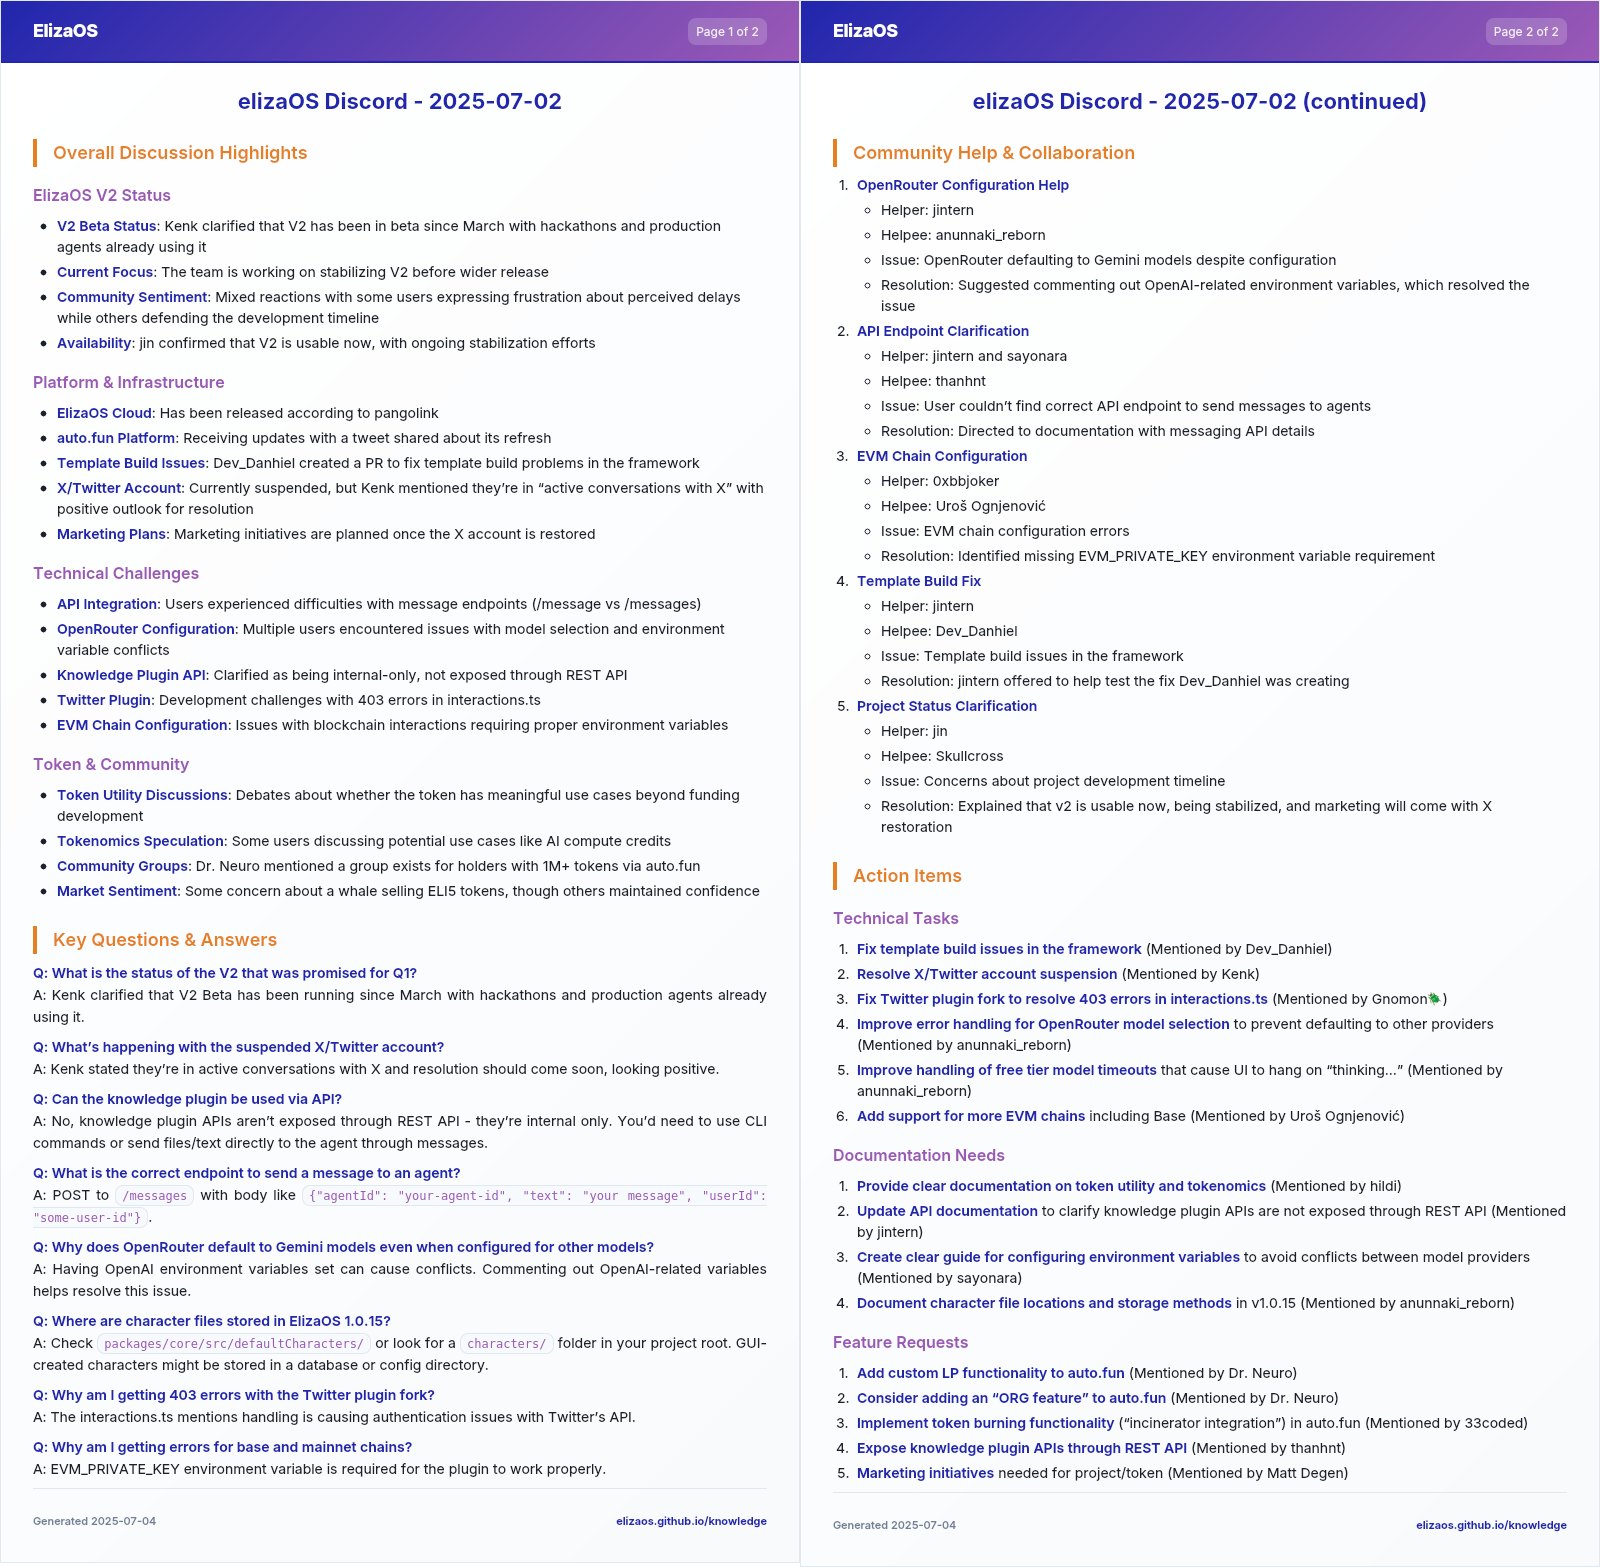 ElizaOS
Page 1 of 2
elizaOS Discord - 2025-07-02
Overall Discussion Highlights
ElizaOS V2 Status
V2 Beta Status: Kenk clarified that V2 has been in beta since March with hackathons and production
agents already using it
Current Focus: The team is working on stabilizing V2 before wider release
Community Sentiment: Mixed reactions with some users expressing frustration about perceived delays
while others defending the development timeline
Availability: jin confirmed that V2 is usable now, with ongoing stabilization efforts
Platform & Infrastructure
ElizaOS Cloud: Has been released according to pangolink
auto.fun Platform: Receiving updates with a tweet shared about its refresh
Template Build Issues: Dev_Danhiel created a PR to fix template build problems in the framework
X/Twitter Account: Currently suspended, but Kenk mentioned they’re in “active conversations with X” with
positive outlook for resolution
Marketing Plans: Marketing initiatives are planned once the X account is restored
Technical Challenges
API Integration: Users experienced difficulties with message endpoints (/message vs /messages)
OpenRouter Configuration: Multiple users encountered issues with model selection and environment
variable conflicts
Knowledge Plugin API: Clarified as being internal-only, not exposed through REST API
Twitter Plugin: Development challenges with 403 errors in interactions.ts
EVM Chain Configuration: Issues with blockchain interactions requiring proper environment variables
Token & Community
Token Utility Discussions: Debates about whether the token has meaningful use cases beyond funding
development
Tokenomics Speculation: Some users discussing potential use cases like AI compute credits
Community Groups: Dr. Neuro mentioned a group exists for holders with 1M+ tokens via auto.fun
Market Sentiment: Some concern about a whale selling ELI5 tokens, though others maintained confidence
Key Questions & Answers
Q: What is the status of the V2 that was promised for Q1?
A: Kenk clarified that V2 Beta has been running since March with hackathons and production agents already
using it.
Q: What’s happening with the suspended X/Twitter account?
A: Kenk stated they’re in active conversations with X and resolution should come soon, looking positive.
Q: Can the knowledge plugin be used via API?
A: No, knowledge plugin APIs aren’t exposed through REST API - they’re internal only. You’d need to use CLI
commands or send files/text directly to the agent through messages.
Q: What is the correct endpoint to send a message to an agent?
A: POST to /messages with body like {"agentId": "your-agent-id", "text": "your message", "userId":
"some-user-id"}.
Q: Why does OpenRouter default to Gemini models even when configured for other models?
A: Having OpenAI environment variables set can cause conflicts. Commenting out OpenAI-related variables
helps resolve this issue.
Q: Where are character files stored in ElizaOS 1.0.15?
A: Check packages/core/src/defaultCharacters/ or look for a characters/ folder in your project root. GUI-
created characters might be stored in a database or config directory.
Q: Why am I getting 403 errors with the Twitter plugin fork?
A: The interactions.ts mentions handling is causing authentication issues with Twitter’s API.
Q: Why am I getting errors for base and mainnet chains?
A: EVM_PRIVATE_KEY environment variable is required for the plugin to work properly.
Generated 2025-07-04
elizaos.github.io/knowledge
ElizaOS
Page 2 of 2
elizaOS Discord - 2025-07-02 (continued)
Community Help & Collaboration
1. OpenRouter Configuration Help
Helper: jintern
Helpee: anunnaki_reborn
Issue: OpenRouter defaulting to Gemini models despite configuration
Resolution: Suggested commenting out OpenAI-related environment variables, which resolved the
issue
2. API Endpoint Clarification
Helper: jintern and sayonara
Helpee: thanhnt
Issue: User couldn’t find correct API endpoint to send messages to agents
Resolution: Directed to documentation with messaging API details
3. EVM Chain Configuration
Helper: 0xbbjoker
Helpee: Uroš Ognjenović
Issue: EVM chain configuration errors
Resolution: Identified missing EVM_PRIVATE_KEY environment variable requirement
4. Template Build Fix
Helper: jintern
Helpee: Dev_Danhiel
Issue: Template build issues in the framework
Resolution: jintern offered to help test the fix Dev_Danhiel was creating
5. Project Status Clarification
Helper: jin
Helpee: Skullcross
Issue: Concerns about project development timeline
Resolution: Explained that v2 is usable now, being stabilized, and marketing will come with X
restoration
Action Items
Technical Tasks
1. Fix template build issues in the framework (Mentioned by Dev_Danhiel)
2. Resolve X/Twitter account suspension (Mentioned by Kenk)
3. Fix Twitter plugin fork to resolve 403 errors in interactions.ts (Mentioned by Gnomon🪲)
4. Improve error handling for OpenRouter model selection to prevent defaulting to other providers
(Mentioned by anunnaki_reborn)
5. Improve handling of free tier model timeouts that cause UI to hang on “thinking...” (Mentioned by
anunnaki_reborn)
6. Add support for more EVM chains including Base (Mentioned by Uroš Ognjenović)
Documentation Needs
1. Provide clear documentation on token utility and tokenomics (Mentioned by hildi)
2. Update API documentation to clarify knowledge plugin APIs are not exposed through REST API (Mentioned
by jintern)
3. Create clear guide for configuring environment variables to avoid conflicts between model providers
(Mentioned by sayonara)
4. Document character file locations and storage methods in v1.0.15 (Mentioned by anunnaki_reborn)
Feature Requests
1. Add custom LP functionality to auto.fun (Mentioned by Dr. Neuro)
2. Consider adding an “ORG feature” to auto.fun (Mentioned by Dr. Neuro)
3. Implement token burning functionality (“incinerator integration”) in auto.fun (Mentioned by 33coded)
4. Expose knowledge plugin APIs through REST API (Mentioned by thanhnt)
5. Marketing initiatives needed for project/token (Mentioned by Matt Degen)
Generated 2025-07-04
elizaos.github.io/knowledge